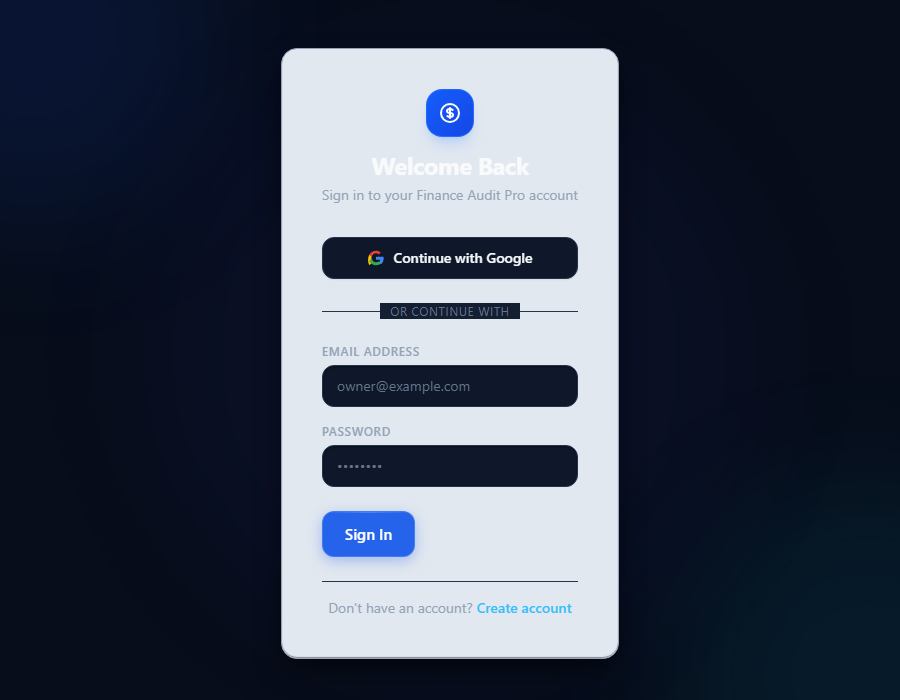 Welcome Back
Sign in to your Finance Audit Pro account
Continue with Google
OR CONTINUE WITH
EMAIL ADDRESS
owner@example.com
PASSWORD
••••••••
Sign In
Don't have an account? Create account